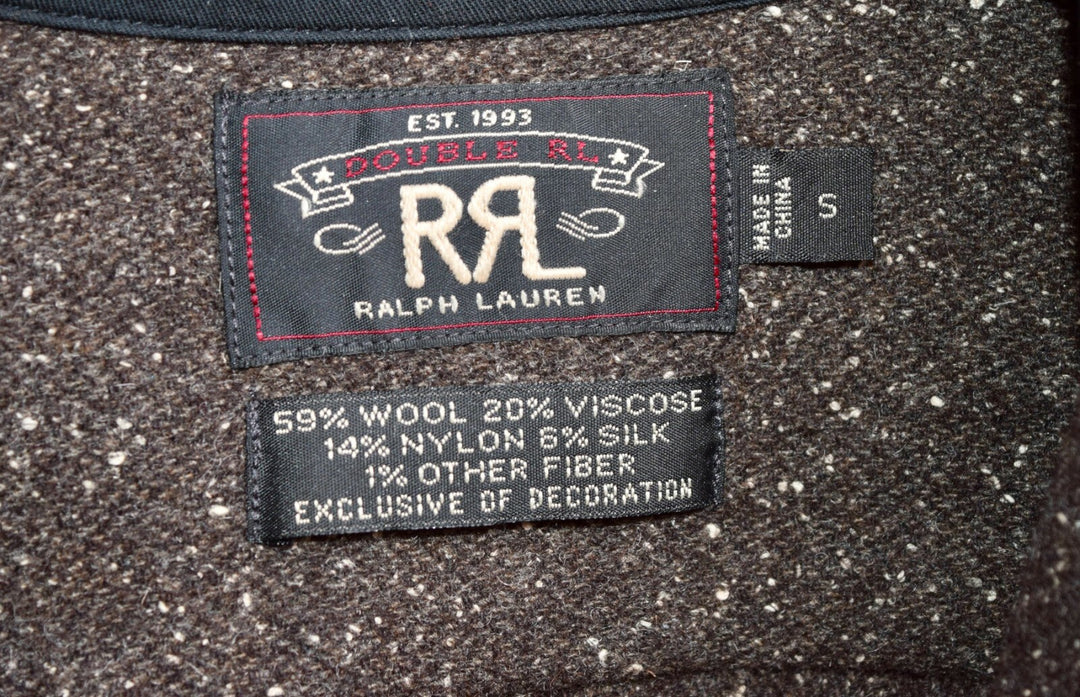 EST. 1993
DOUBLE RL
RRL
RALPH LAUREN
MADE IN
CHINA
S
59% WOOL 20% VISCOSE
14% NYLON 6% SILK
1% OTHER FIBER
EXCLUSIVE OF DECORATION